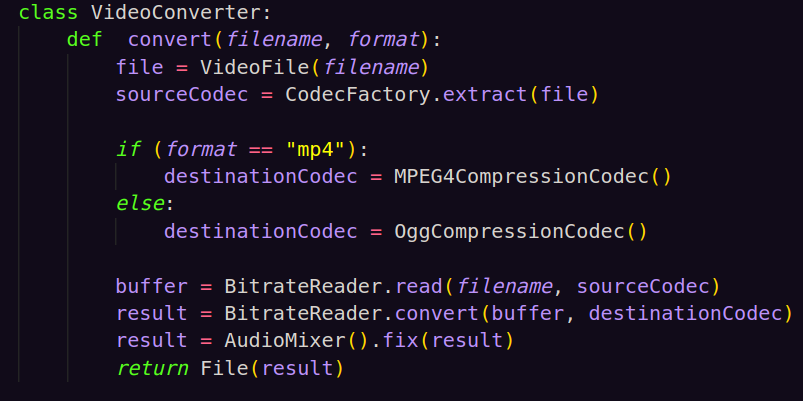 class VideoConverter:
    def  convert(filename, format):
        file = VideoFile(filename)
        sourceCodec = CodecFactory.extract(file)

        if (format == "mp4"):
            destinationCodec = MPEG4CompressionCodec()
        else:
            destinationCodec = OggCompressionCodec()

        buffer = BitrateReader.read(filename, sourceCodec)
        result = BitrateReader.convert(buffer, destinationCodec)
        result = AudioMixer().fix(result)
        return File(result)